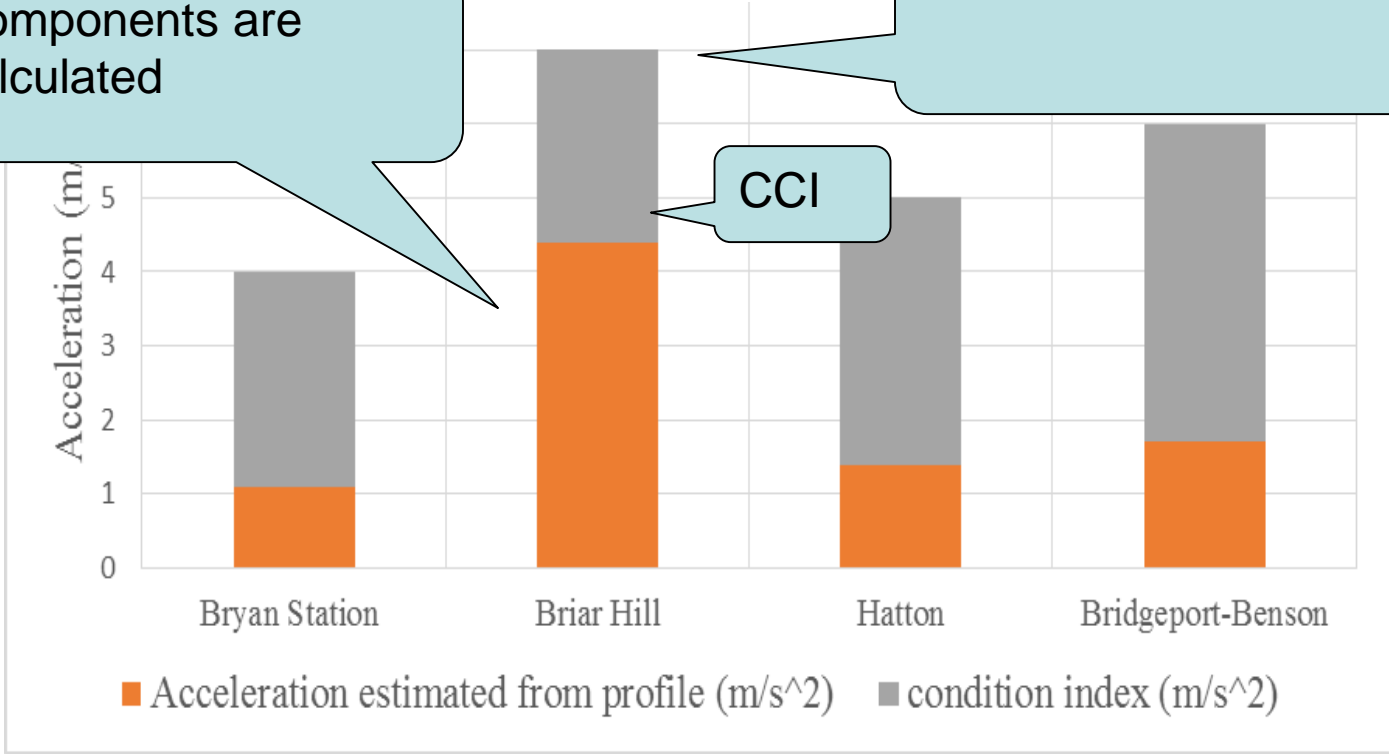 omponents are
lculated
CCI
Acceleration (m/
5
4
3
2
1
0
Bryan Station
Briar Hill
Hatton
Bridgeport-Benson
Acceleration estimated from profile (m/s^2)
condition index (m/s^2)